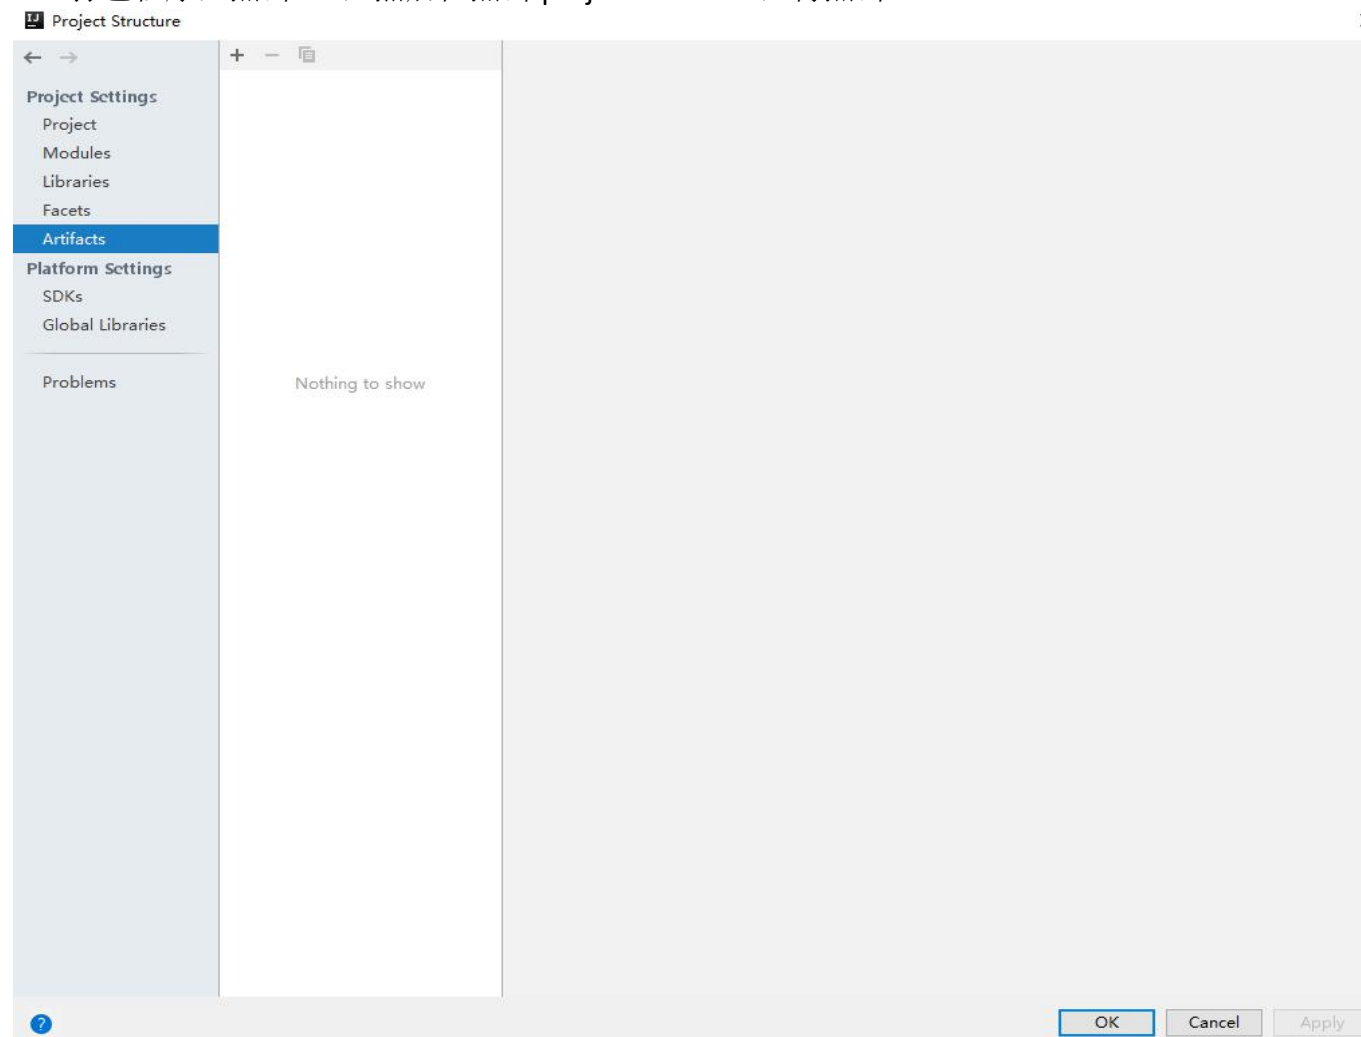 Project Structure
Project Settings
Project
Modules
Libraries
Facets
Artifacts
Platform Settings
SDKs
Global Libraries
Problems
Nothing to show
OK
Cancel
Apply